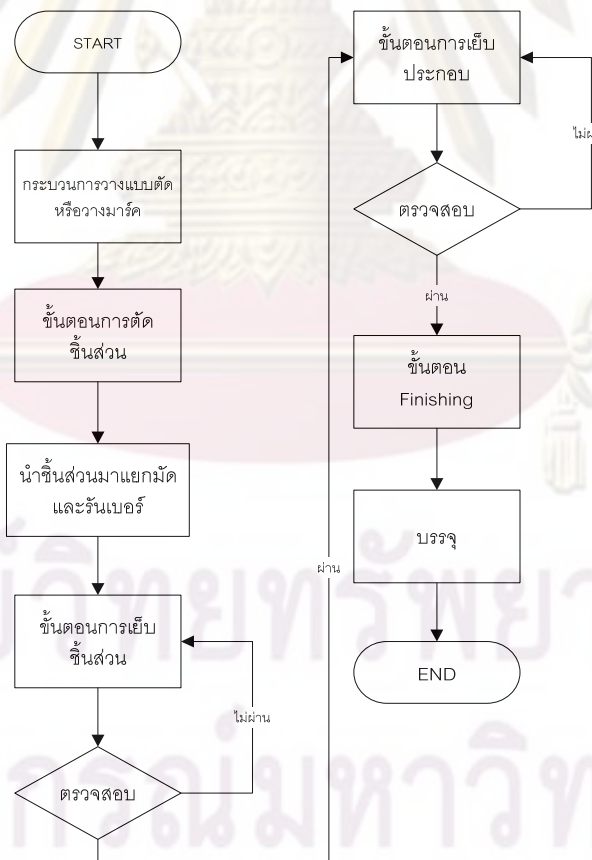 START
กระบวนการวางแบบตัด
หรือวางมาร์ค
ขั้นตอนการตัด
ชิ้นส่วน
นำชิ้นส่วนมาแยกมัด
และรันเบอร์
ขั้นตอนการเย็บ
ชิ้นส่วน
ไม่ผ่าน
ตรวจสอบ
ผ่าน
ขั้นตอนการเย็บ
ประกอบ
ตรวจสอบ
ผ่าน
ขั้นตอน
Finishing
บรรจุ
END